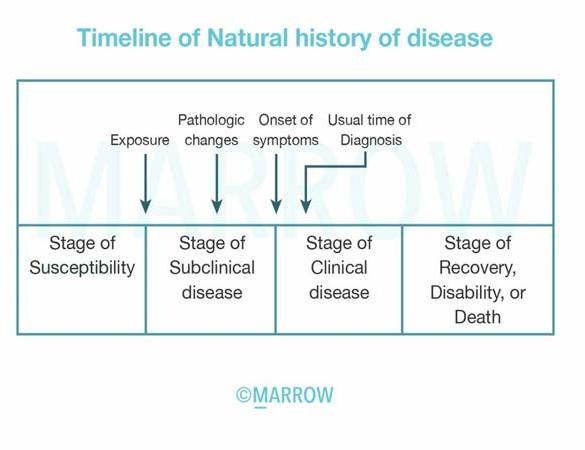 Timeline of Natural history of disease
Exposure
Pathologic
changes
Onset of
symptoms
Usual time of
Diagnosis
MARROW
Stage of
Susceptibility
Stage of
Subclinical
disease
Stage of
Clinical
disease
Stage of
Recovery,
Disability, or
Death
©MARROW